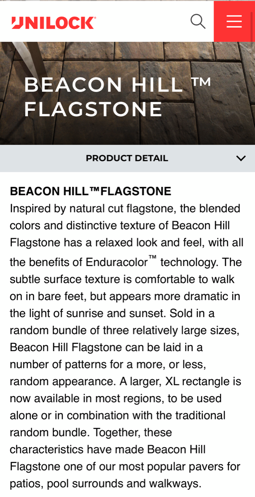 UNILOCK®
BEACON HILL ™
FLAGSTONE
PRODUCT DETAIL
BEACON HILL™FLAGSTONE
Inspired by natural cut flagstone, the blended
colors and distinctive texture of Beacon Hill
Flagstone has a relaxed look and feel, with all
the benefits of Enduracolor™ technology. The
subtle surface texture is comfortable to walk
on in bare feet, but appears more dramatic in
the light of sunrise and sunset. Sold in a
random bundle of three relatively large sizes,
Beacon Hill Flagstone can be laid in a
number of patterns for a more, or less,
random appearance. A larger, XL rectangle is
now available in most regions, to be used
alone or in combination with the traditional
random bundle. Together, these
characteristics have made Beacon Hill
Flagstone one of our most popular pavers for
patios, pool surrounds and walkways.